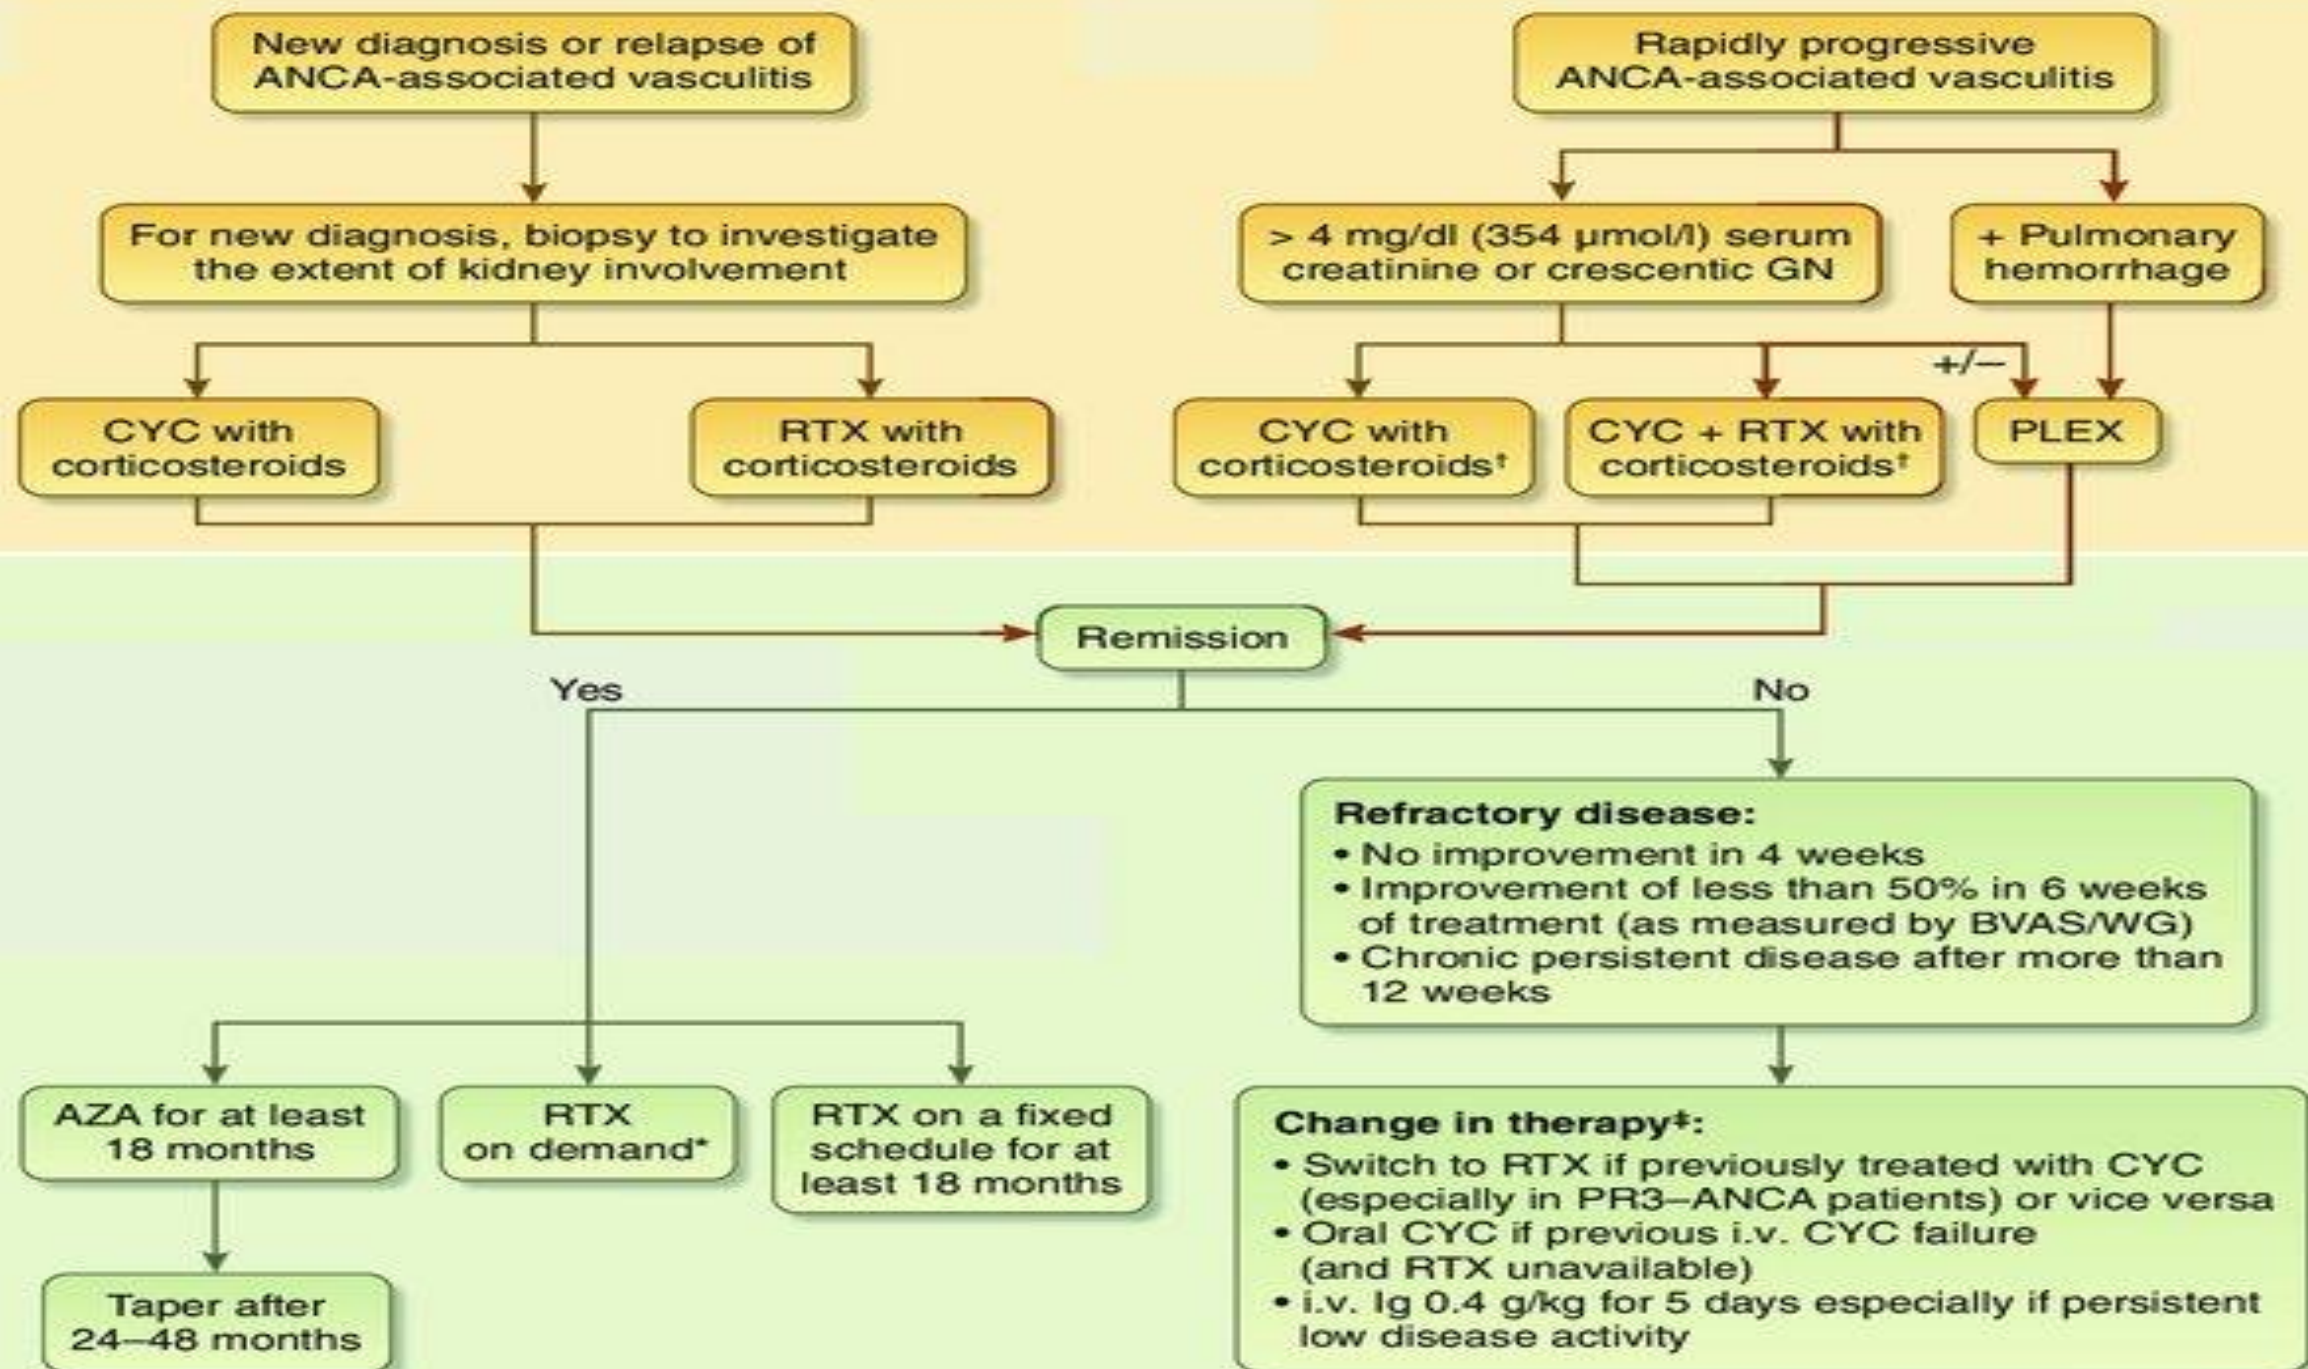 New diagnosis or relapse of
ANCA-associated vasculitis
Rapidly progressive
ANCA-associated vasculitis
For new diagnosis, biopsy to investigate
the extent of kidney involvement
> 4 mg/dl (354 μmol/l) serum
creatinine or crescentic GN
+ Pulmonary
hemorrhage
+/–
CYC with
corticosteroids
RTX with
corticosteroids
CYC with
corticosteroids†
CYC + RTX with
corticosteroids†
PLEX
Remission
Yes
No
Refractory disease:
• No improvement in 4 weeks
• Improvement of less than 50% in 6 weeks
of treatment (as measured by BVAS/WG)
• Chronic persistent disease after more than
12 weeks
AZA for at least
18 months
RTX
on demand*
RTX on a fixed
schedule for at
least 18 months
Change in therapy‡:
• Switch to RTX if previously treated with CYC
(especially in PR3–ANCA patients) or vice versa
• Oral CYC if previous i.v. CYC failure
(and RTX unavailable)
• i.v. Ig 0.4 g/kg for 5 days especially if persistent
low disease activity
Taper after
24–48 months